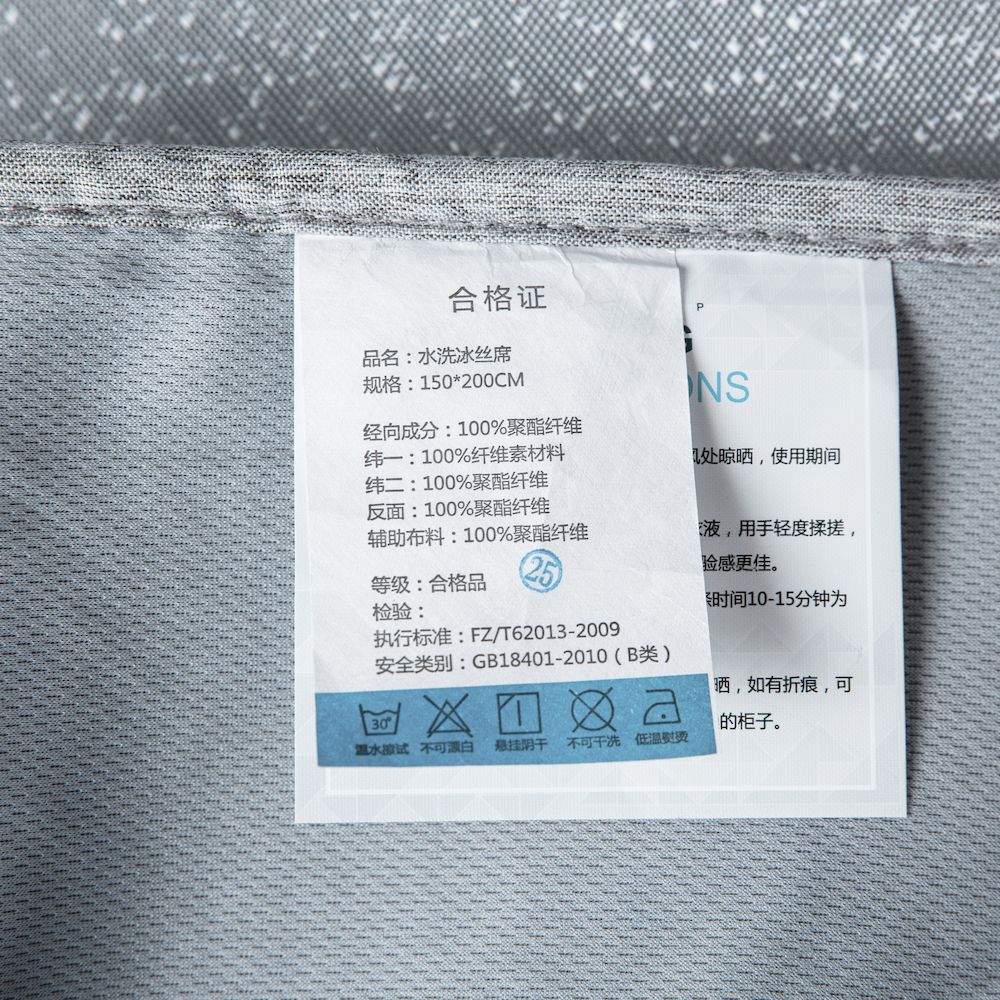 合格证
品名：水洗冰丝席
规格：150*200CM
经向成分：100%聚酯纤维
纬一：100%纤维素材料
纬二：100%聚酯纤维
反面：100%聚酯纤维
辅助布料：100%聚酯纤维
等级：合格品
25
检验：
执行标准：FZ/T62013-2009
安全类别：GB18401-2010（B类）
30°
温水擦试 不可漂白 悬挂阴干 不可干洗 低温熨烫
P
G
ONS
风处晾晒，使用期间
液，用手轻度揉搓，
验感更佳。
时间10-15分钟为
晒，如有折痕，可
的柜子。